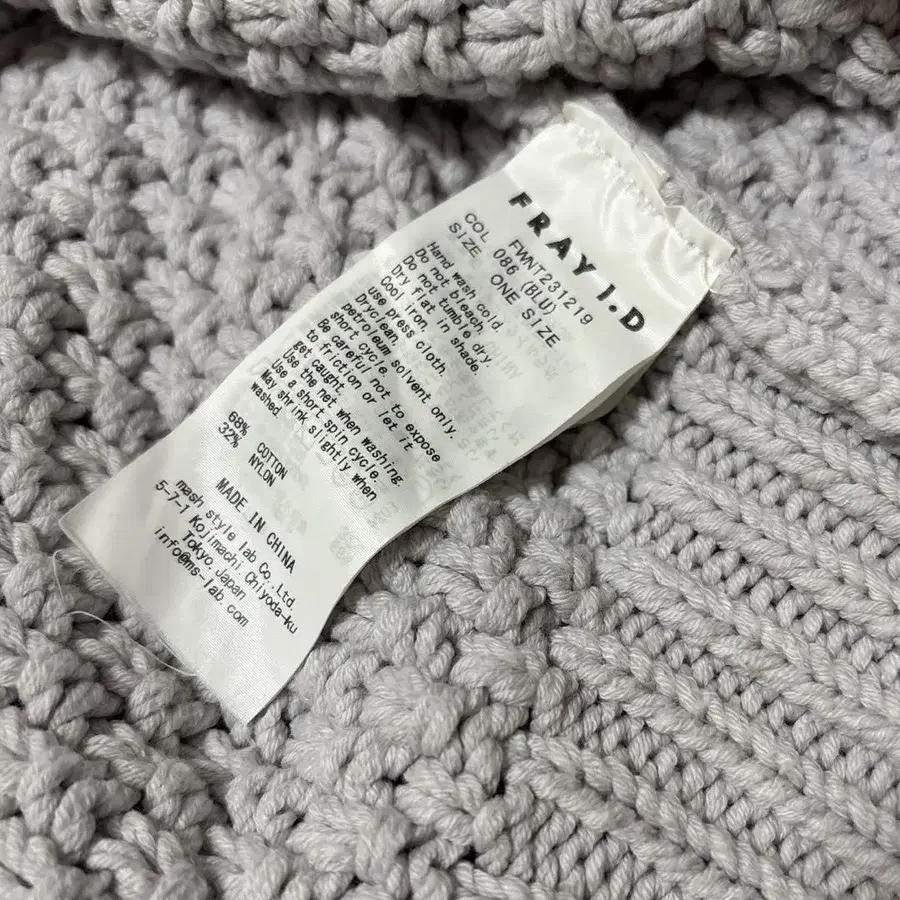 FRAY I.D
FWNT231219
COL 086 (BLU)
SIZE ONE SIZE
Hand wash cold.
Do not bleach.
Do not tumble dry.
Dry flat in shade.
Cool iron.
use press cloth.
Dryclean.
petroleum solvent only.
short cycle.
Be careful not to expose
to friction or let it
get caught.
Use the net when washing
Use a short spin cycle.
May shrink slightly when
washed.
68% COTTON
32% NYLON
MADE IN CHINA
mash style lab Co.,Ltd.
5-7-1 Kojimachi,Chiyoda-ku
Tokyo,Japan
info@ms-lab.com